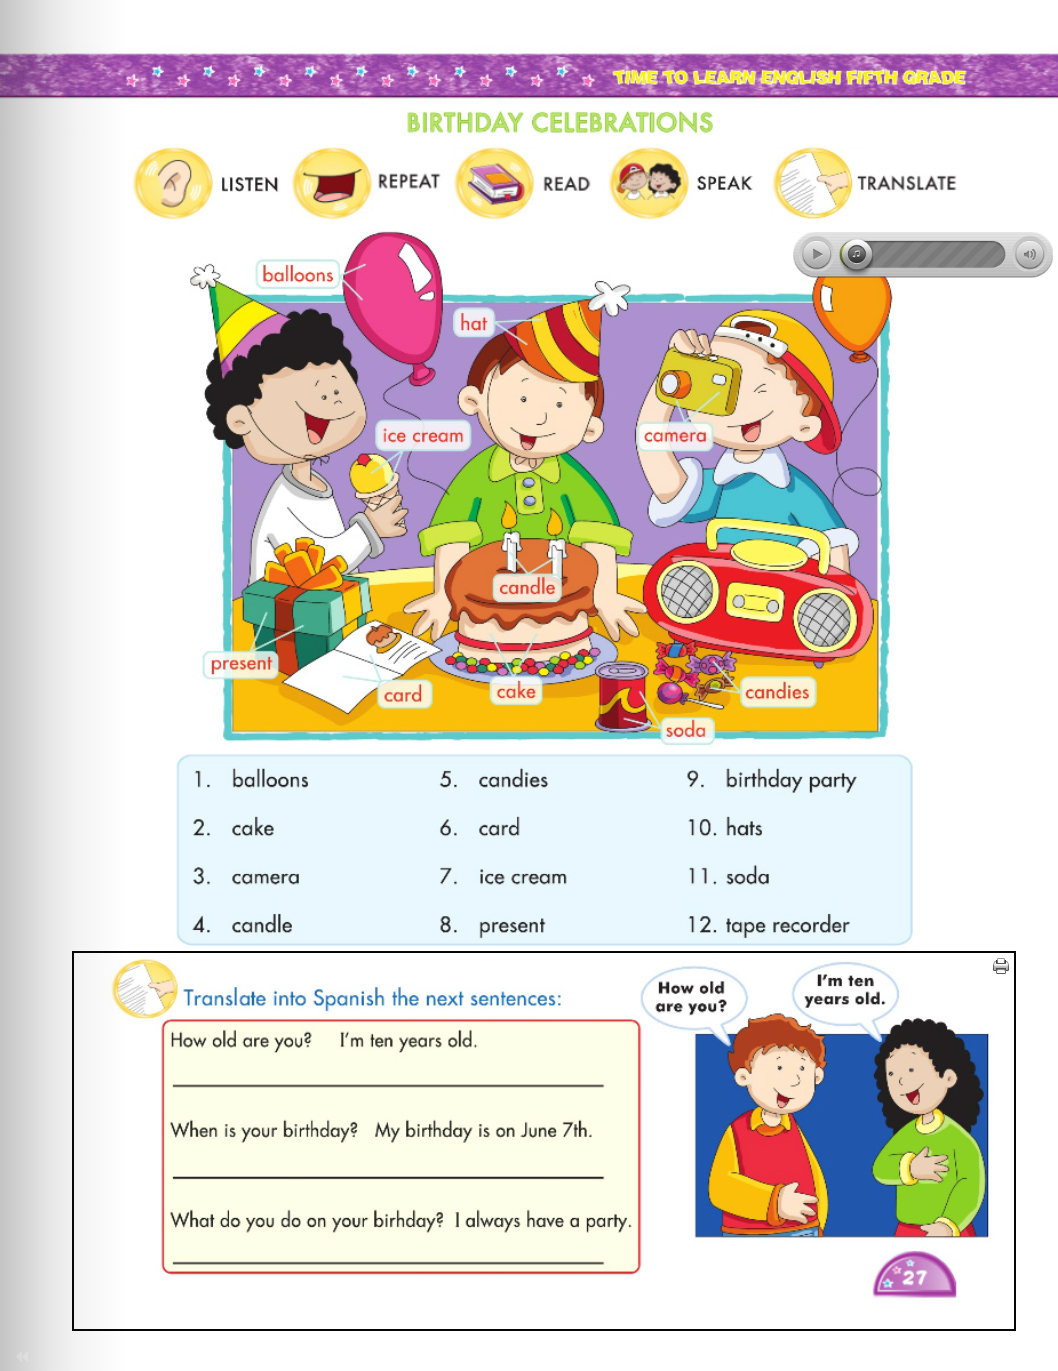 TIME TO LEARN ENGLISH FIFTH GRADE
BIRTHDAY CELEBRATIONS
LISTEN REPEAT READ SPEAK TRANSLATE
balloons
hat
ice cream
camera
candle
present
card
cake
candies
soda
1. balloons 5. candies 9. birthday party
2. cake 6. card 10. hats
3. camera 7. ice cream 11. soda
4. candle 8. present 12. tape recorder
Translate into Spanish the next sentences:
How old are you? I'm ten years old.
When is your birthday? My birthday is on June 7th.
What do you do on your birhday? I always have a party.
How old
are you?
I'm ten
years old.
27